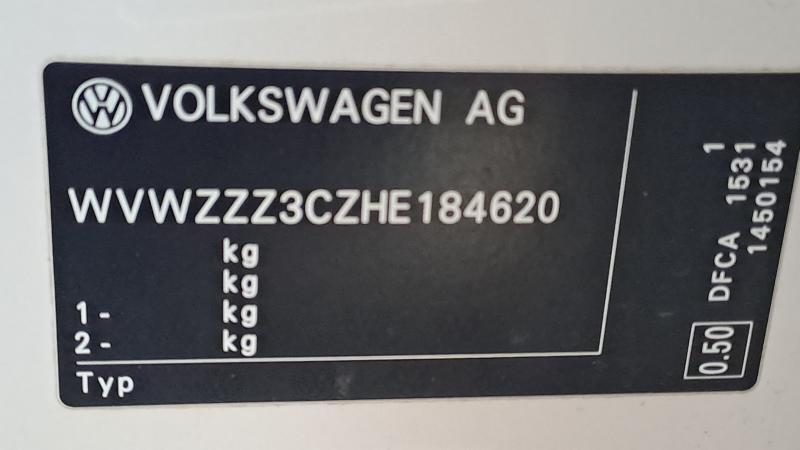 VOLKSWAGEN AG
WVWZZZ3CZHE184620
kg
kg
1- kg
2- kg
Typ
1
DFCA 1531
1450154
0.50